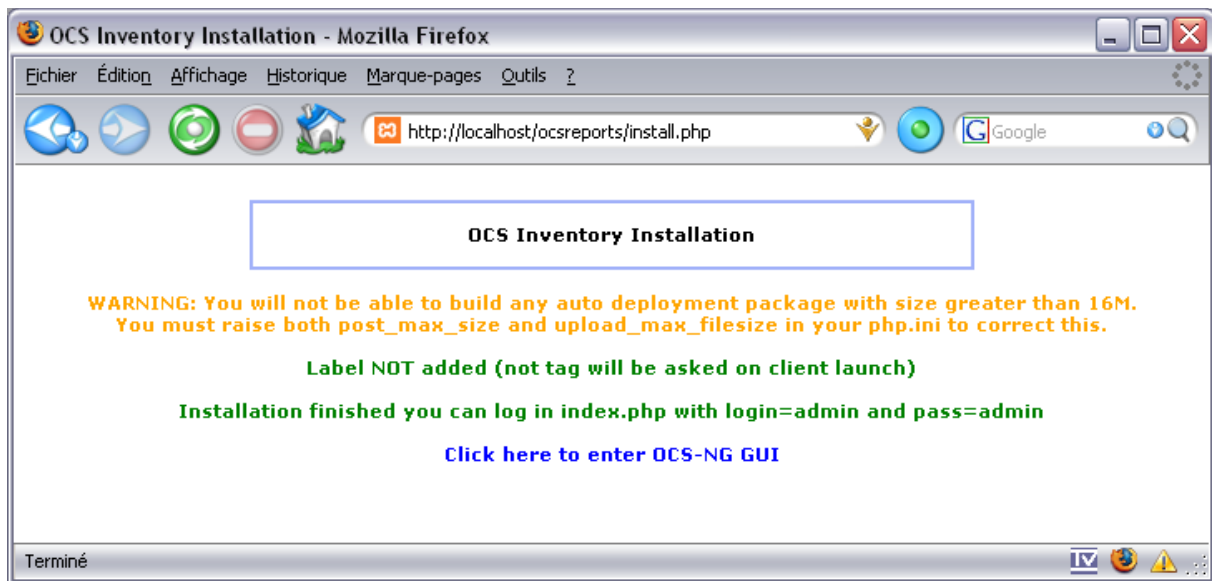 OCS Inventory Installation - Mozilla Firefox
Fichier Édition Affichage Historique Marque-pages Outils ?
http://localhost/ocsreports/install.php G Google
OCS Inventory Installation
WARNING: You will not be able to build any auto deployment package with size greater than 16M.
You must raise both post_max_size and upload_max_filesize in your php.ini to correct this.
Label NOT added (not tag will be asked on client launch)
Installation finished you can log in index.php with login=admin and pass=admin
Click here to enter OCS-NG GUI
Terminé